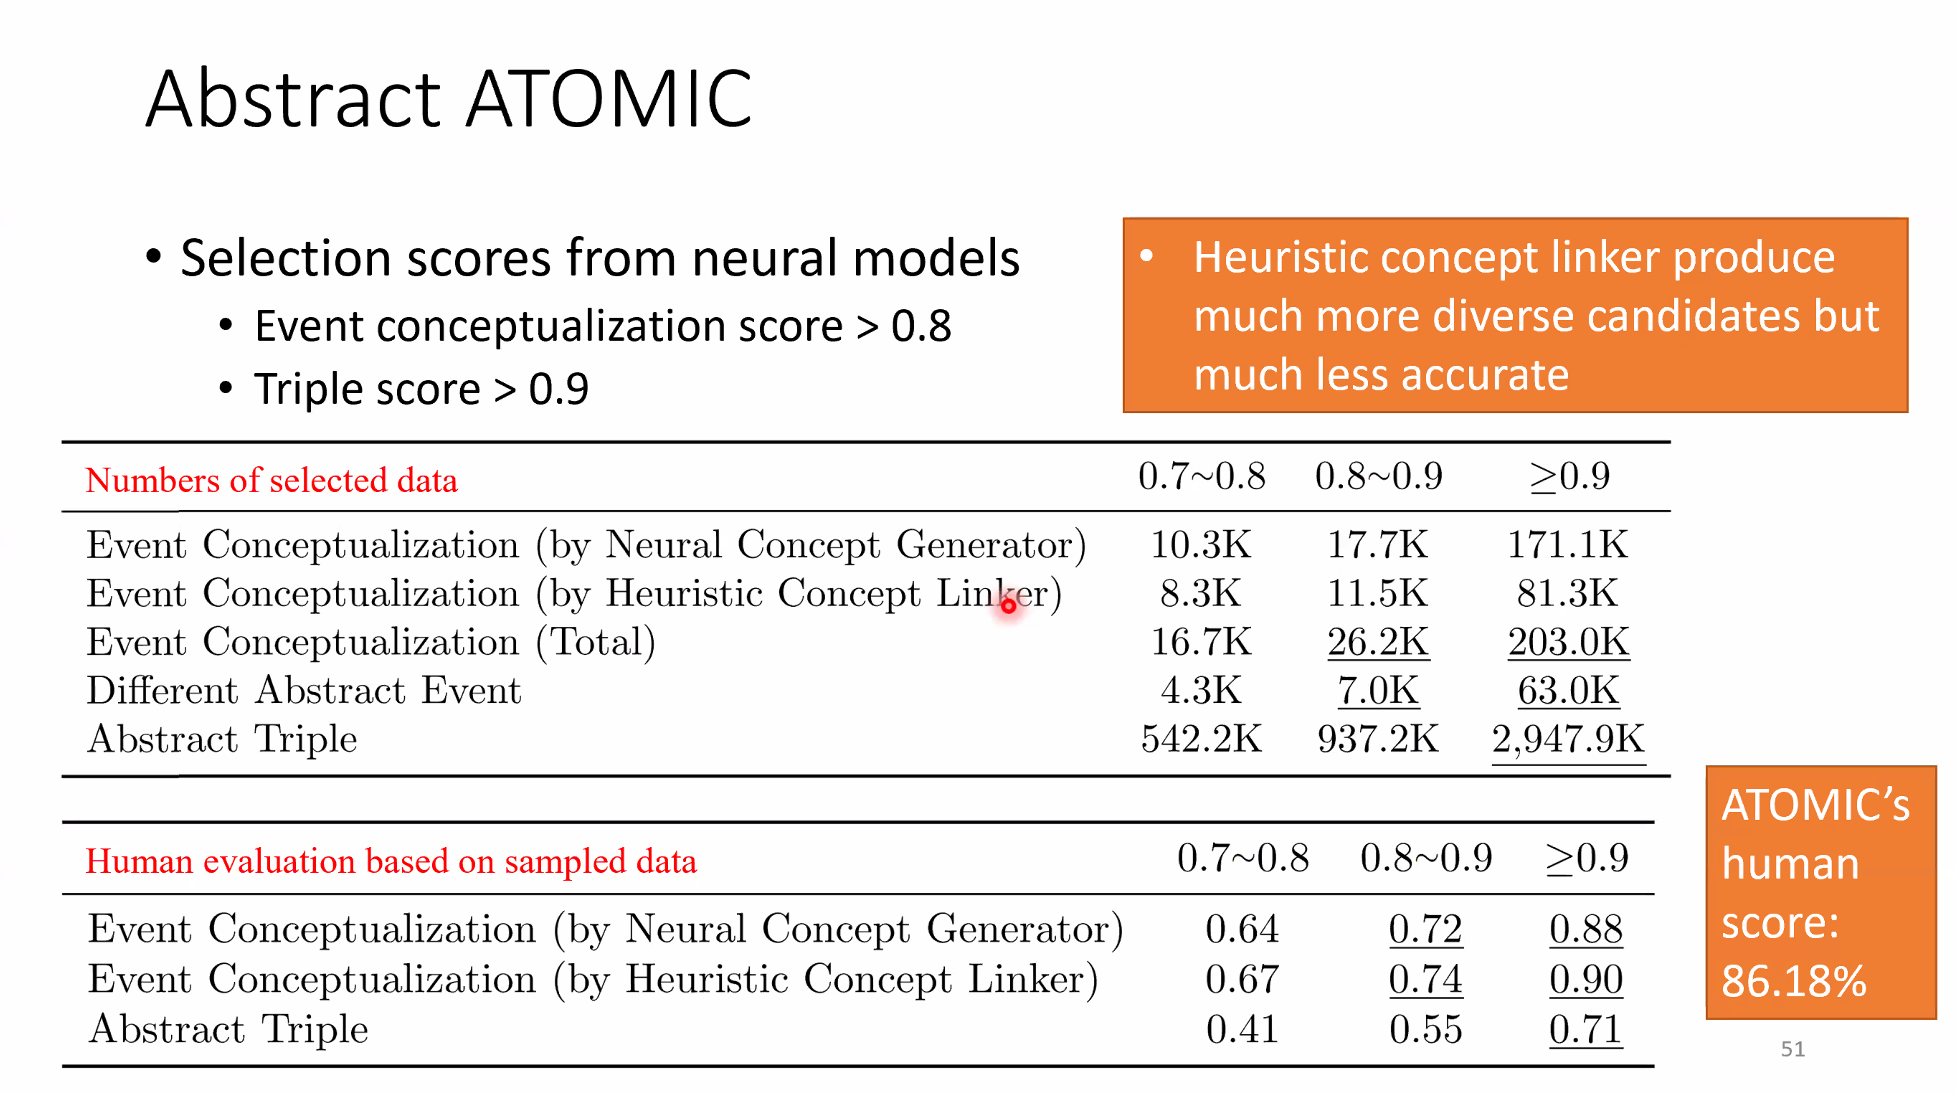 Abstract ATOMIC
• Selection scores from neural models
• Event conceptualization score > 0.8
• Triple score > 0.9
• Heuristic concept linker produce
much more diverse candidates but
much less accurate
Numbers of selected data 0.7~0.8 0.8~0.9 ≥0.9
Event Conceptualization (by Neural Concept Generator) 10.3K 17.7K 171.1K
Event Conceptualization (by Heuristic Concept Linker) 8.3K 11.5K 81.3K
Event Conceptualization (Total) 16.7K 26.2K 203.0K
Different Abstract Event 4.3K 7.0K 63.0K
Abstract Triple 542.2K 937.2K 2,947.9K
Human evaluation based on sampled data 0.7~0.8 0.8~0.9 ≥0.9
Event Conceptualization (by Neural Concept Generator) 0.64 0.72 0.88
Event Conceptualization (by Heuristic Concept Linker) 0.67 0.74 0.90
Abstract Triple 0.41 0.55 0.71
ATOMIC’s
human
score:
86.18%
51